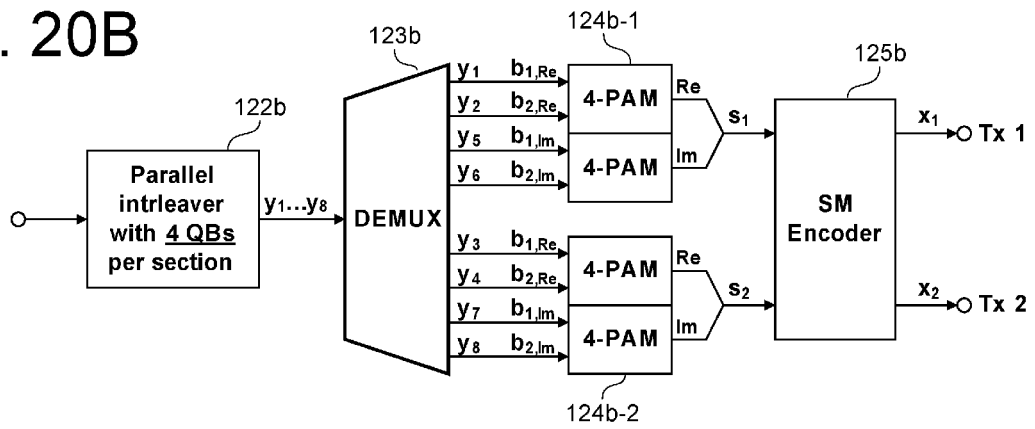 . 20B
122b
Parallel
intrleaver
with 4 QBs
per section
y1...y8
123b
DEMUX
y1 b1,Re
y2 b2,Re
y5 b1,Im
y6 b2,Im
y3 b1,Re
y4 b2,Re
y7 b1,Im
y8 b2,Im
124b-1
4-PAM
4-PAM
Re
Im
s1
4-PAM
4-PAM
124b-2
Re
Im
s2
125b
SM
Encoder
x1
Tx 1
x2
Tx 2